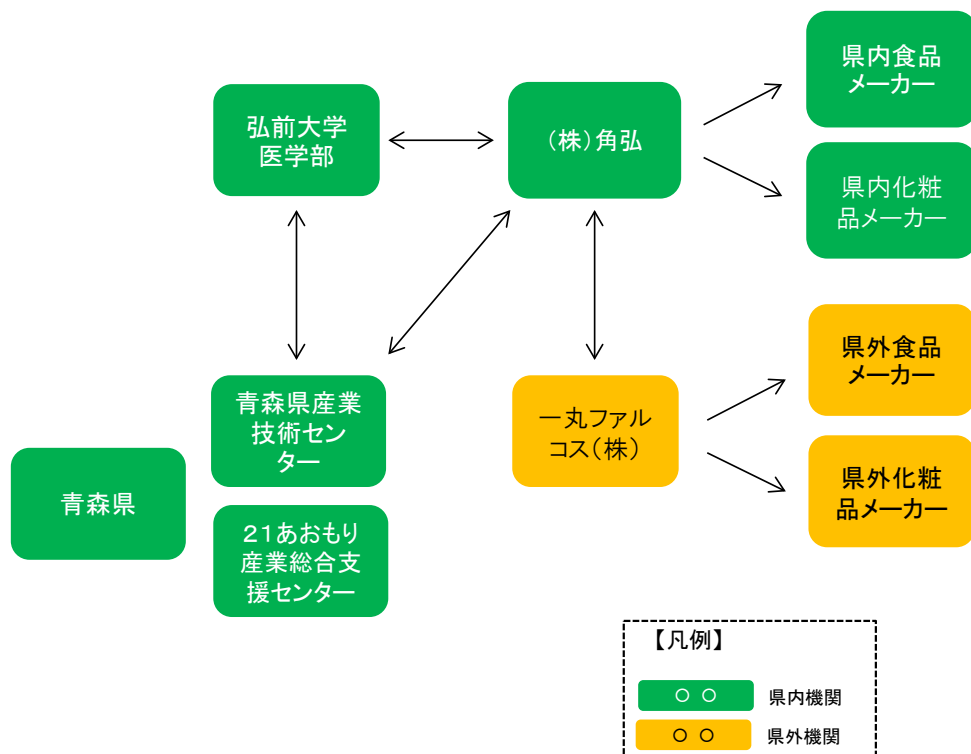 県内食品
メーカー
弘前大学
医学部
(株)角弘
県内化粧
品メーカー
県外食品
メーカー
青森県産業
技術セン
ター
一丸ファル
コス(株)
県外化粧
品メーカー
青森県
21あおもり
産業総合支
援センター
【凡例】
○ ○ 県内機関
○ ○ 県外機関